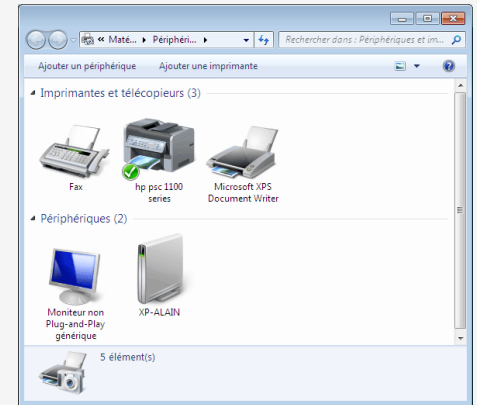 « Maté... ▸ Périphéri... ▸
Rechercher dans : Périphériques et im...
Ajouter un périphérique Ajouter une imprimante
Imprimantes et télécopieurs (3)
Fax
hp psc 1100
series
Microsoft XPS
Document Writer
Périphériques (2)
Moniteur non
Plug-and-Play
générique
XP-ALAIN
5 élément(s)